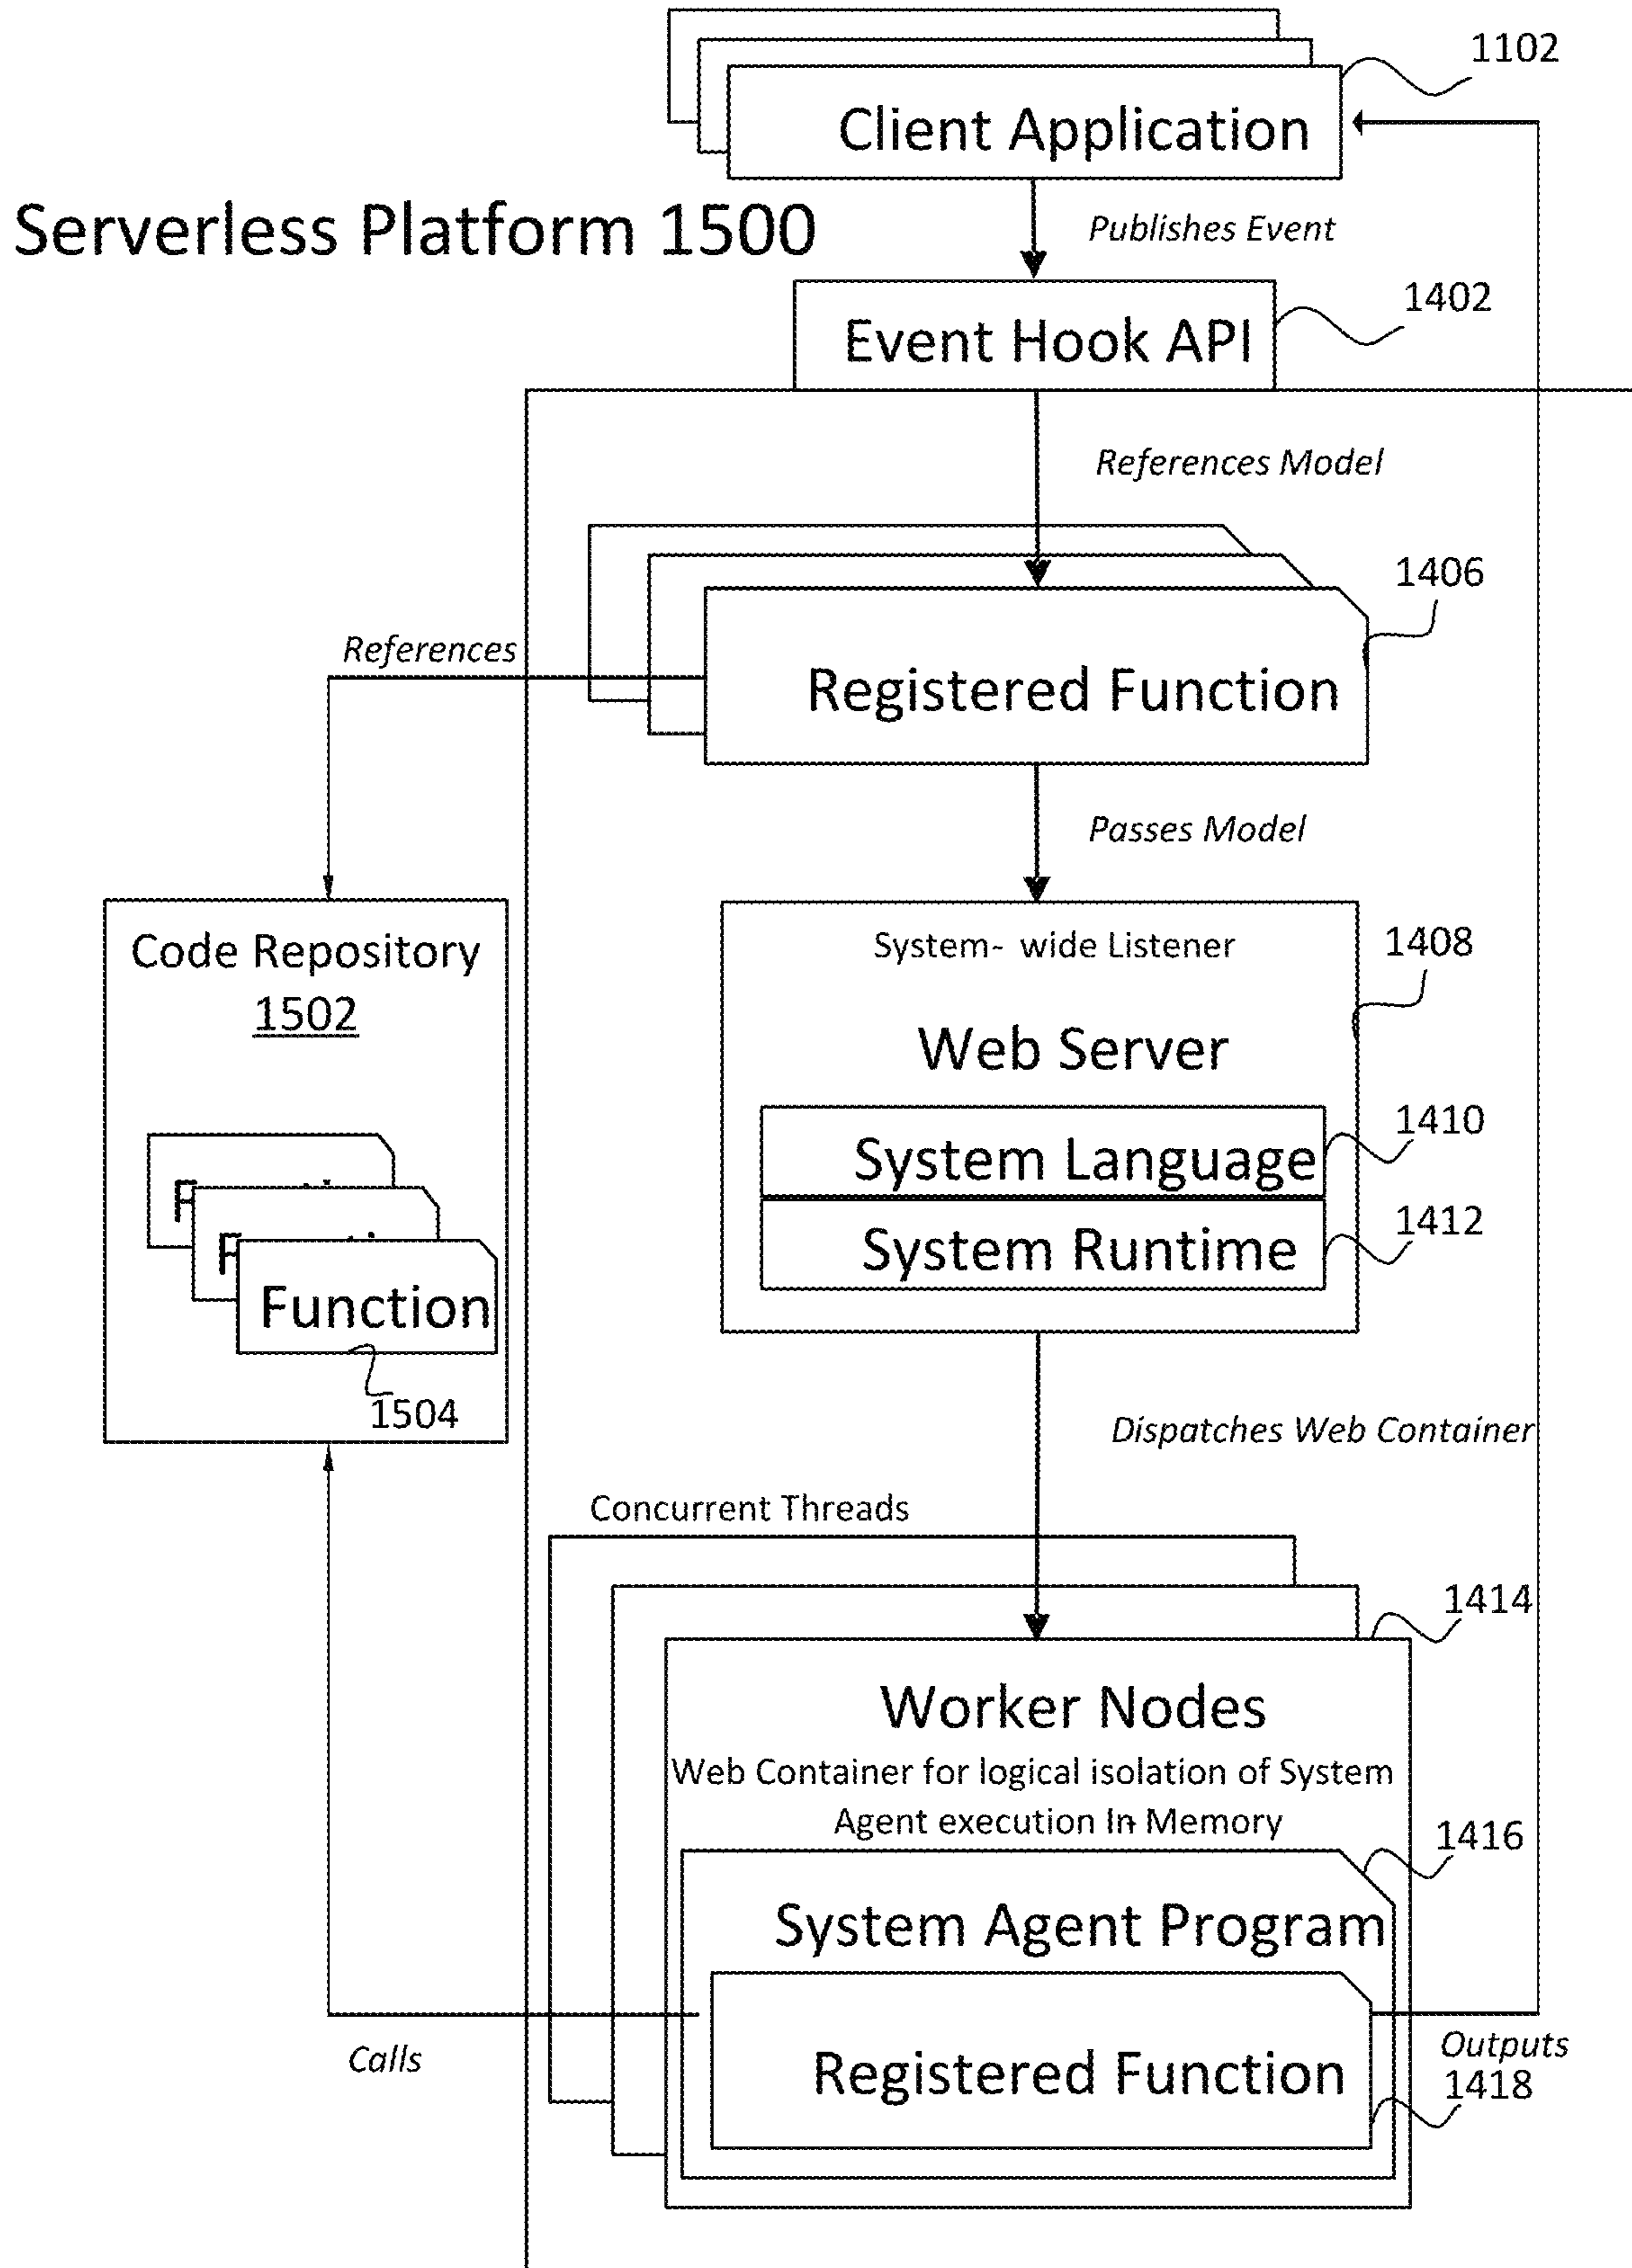 1102
Client Application
Serverless Platform 1500
Publishes Event
1402
Event Hook API
References Model
1406
References
Registered Function
Passes Model
Code Repository
1502
System- wide Listener
1408
Web Server
1410
System Language
1412
System Runtime
Function
1504
Dispatches Web Container
Concurrent Threads
1414
Worker Nodes
Web Container for logical isolation of System
Agent execution In- Memory
1416
System Agent Program
Calls
Registered Function
Outputs
1418